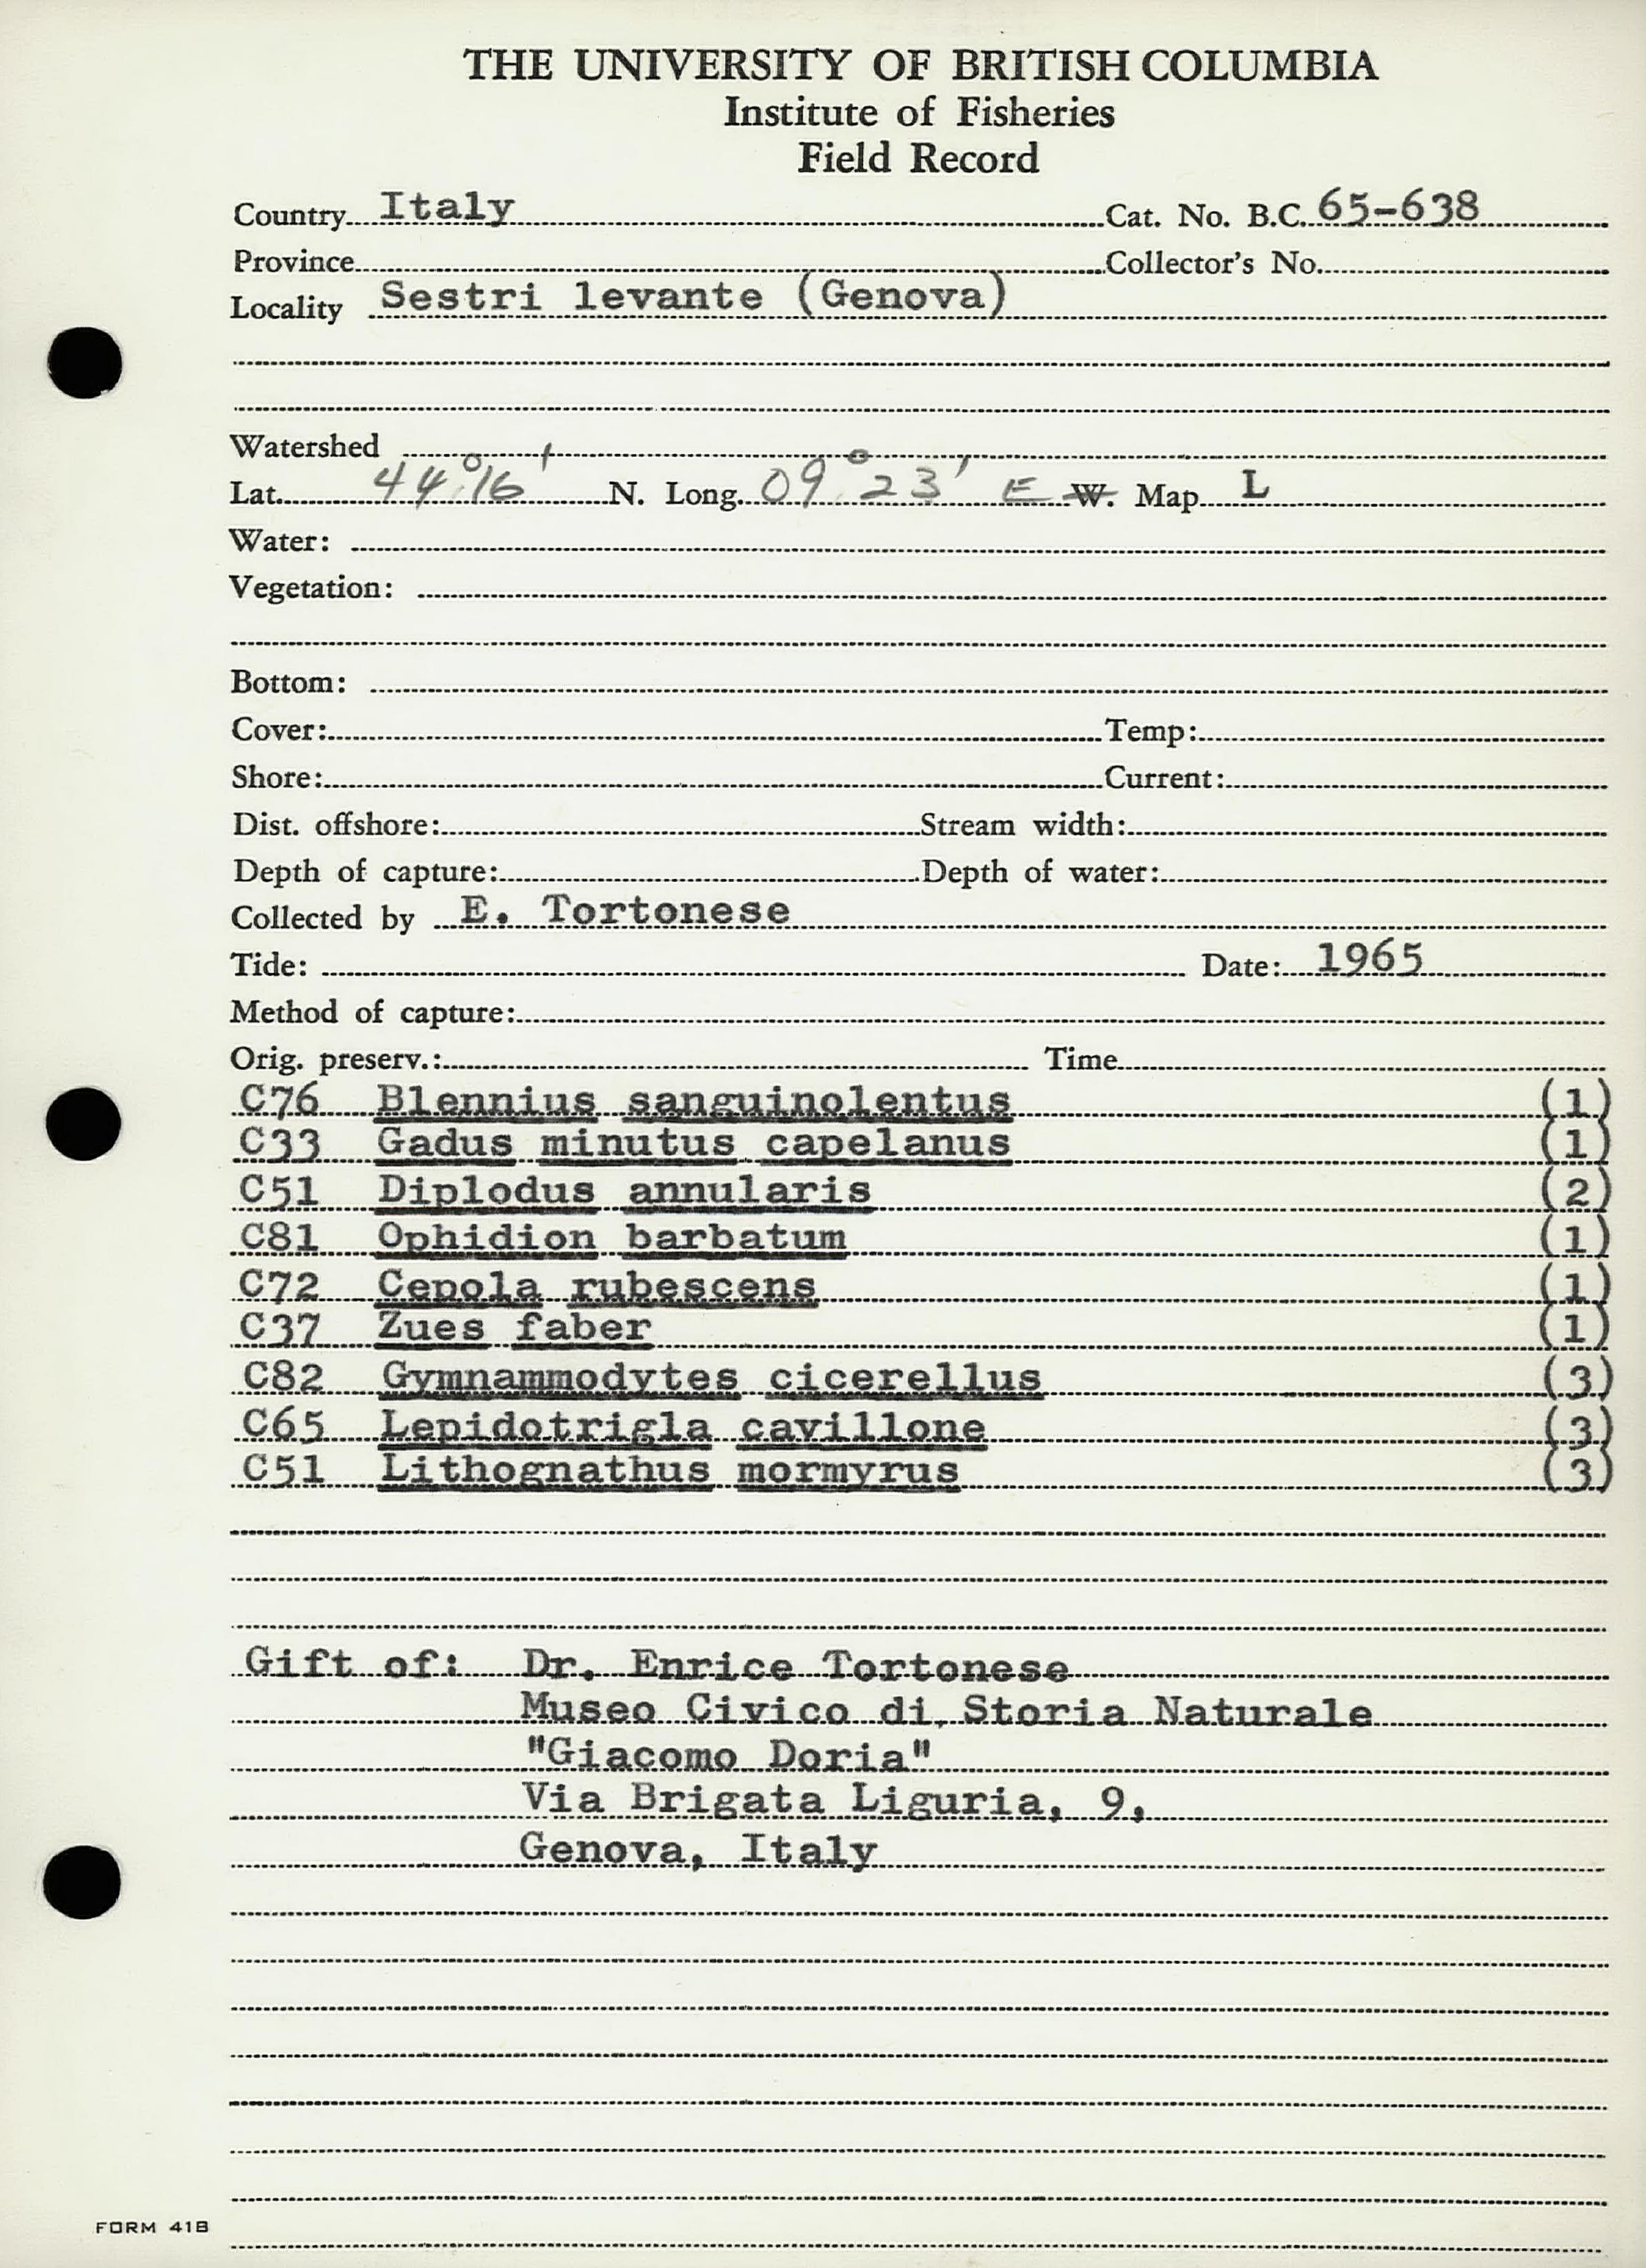 THE UNIVERSITY OF BRITISH COLUMBIA
Institute of Fisheries
Field Record
Country Italy Cat. No. B.C. 65-638
Province Collector's No.
Locality Sestri levante (Genova)
Watershed
Lat. 44°16' N. Long. 09°23' E W. Map L
Water:
Vegetation:
Bottom:
Cover: Temp:
Shore: Current:
Dist. offshore: Stream width:
Depth of capture: Depth of water:
Collected by E. Tortonese
Tide: Date: 1965
Method of capture:
Orig. preserv.: Time
C76 Blennius sanguinolentus (1)
C33 Gadus minutus capelanus (1)
C51 Diplodus annularis (2)
C81 Ophidion barbatum (1)
C72 Cepola rubescens (1)
C37 Zues faber (1)
C82 Gymnammodytes cicerellus (3)
C65 Lepidotrigla cavillone (3)
C51 Lithognathus mormyrus (3)
Gift of: Dr. Enrice Tortonese
Museo Civico di Storia Naturale
"Giacomo Doria"
Via Brigata Liguria, 9,
Genova, Italy
FORM 41B